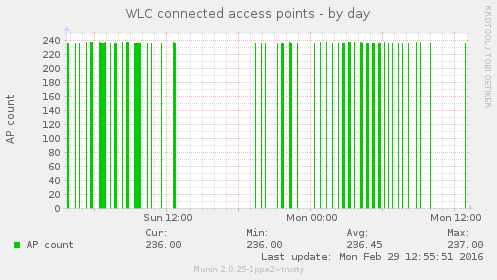 WLC connected access points - by day
RRDTOOL / TOBI OETIKER
AP count
240
220
200
180
160
140
120
100
80
60
40
20
0
Sun 12:00 Mon 00:00 Mon 12:00
Cur: Min: Avg: Max:
AP count 236.00 236.00 236.45 237.00
Last update: Mon Feb 29 12:55:51 2016
Munin 2.0.25-1ppa2~trusty